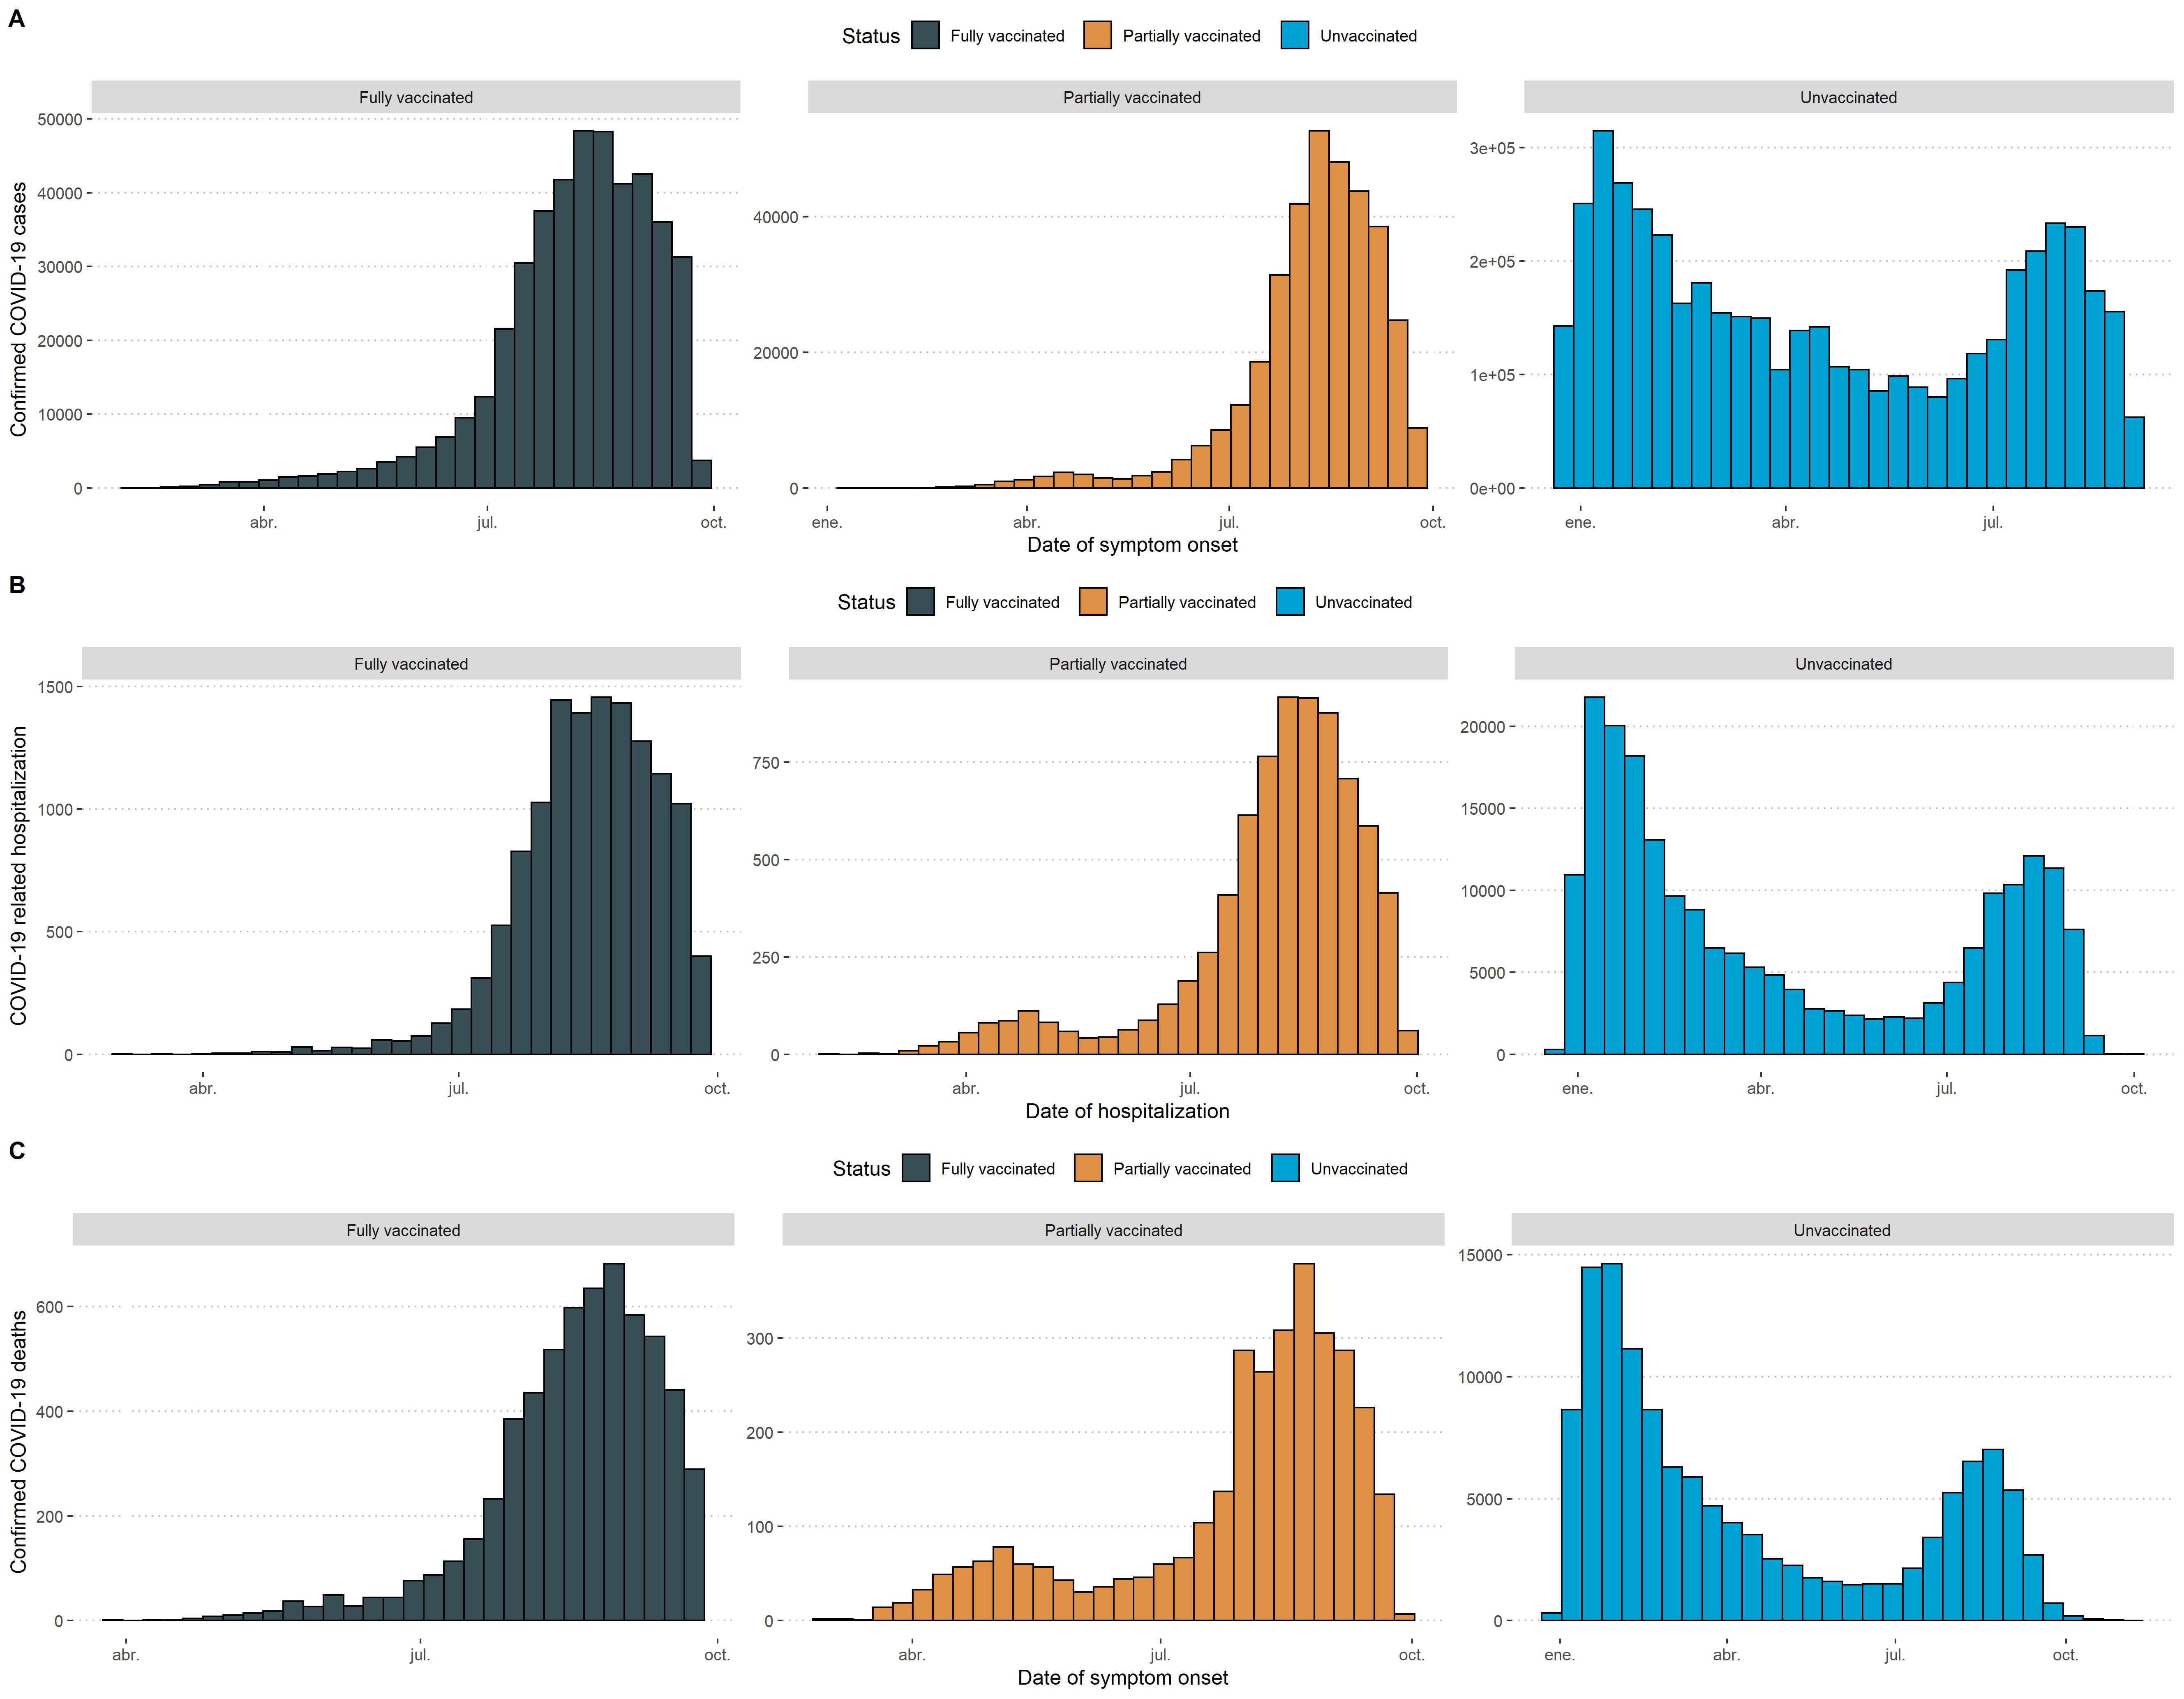 A
Status Fully vaccinated Partially vaccinated Unvaccinated
Fully vaccinated Partially vaccinated Unvaccinated
Confirmed COVID-19 cases
50000
40000
30000
20000
10000
0
abr. jul. oct.
40000
20000
0
ene. abr. jul. oct.
3e+05
2e+05
1e+05
0e+00
ene. abr. jul.
Date of symptom onset
B
Status Fully vaccinated Partially vaccinated Unvaccinated
Fully vaccinated Partially vaccinated Unvaccinated
COVID-19 related hospitalization
1500
1000
500
0
abr. jul. oct.
750
500
250
0
abr. jul. oct.
20000
15000
10000
5000
0
ene. abr. jul. oct.
Date of hospitalization
C
Status Fully vaccinated Partially vaccinated Unvaccinated
Fully vaccinated Partially vaccinated Unvaccinated
Confirmed COVID-19 deaths
600
400
200
0
abr. jul. oct.
300
200
100
0
abr. jul. oct.
15000
10000
5000
0
ene. abr. jul. oct.
Date of symptom onset